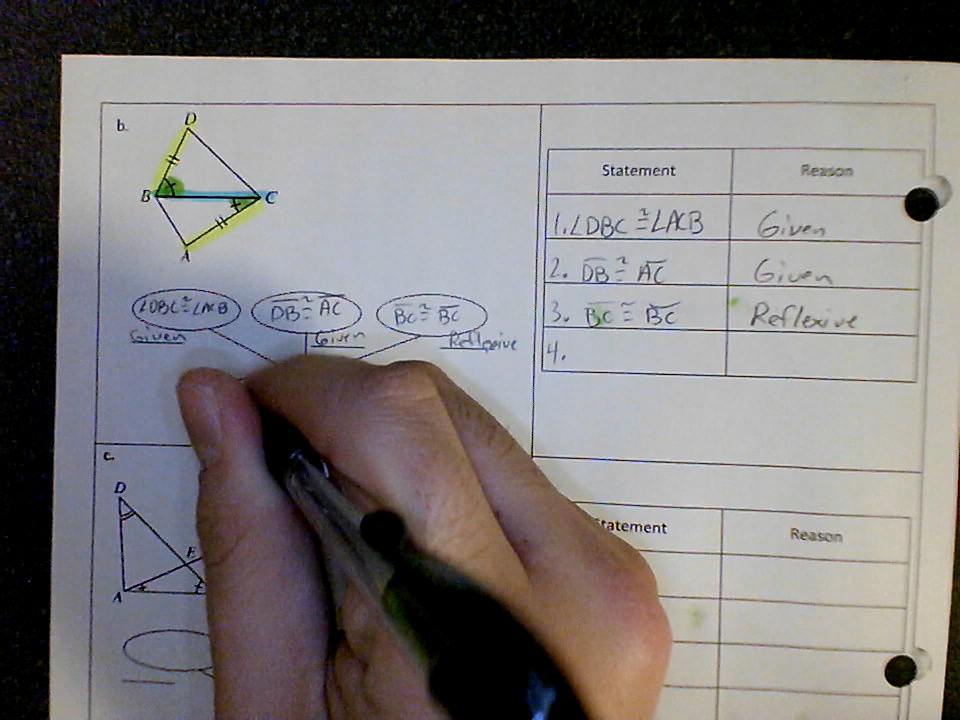 b.
D
B
C
A
∠DBC ≅ ∠ACB
DB ≅ AC
BC ≅ BC
Given
Given
Reflexive
Statement Reason
1. ∠DBC ≅ ∠ACB Given
2. DB ≅ AC Given
3. BC ≅ BC Reflexive
4.
c.
D
E
A
Statement Reason